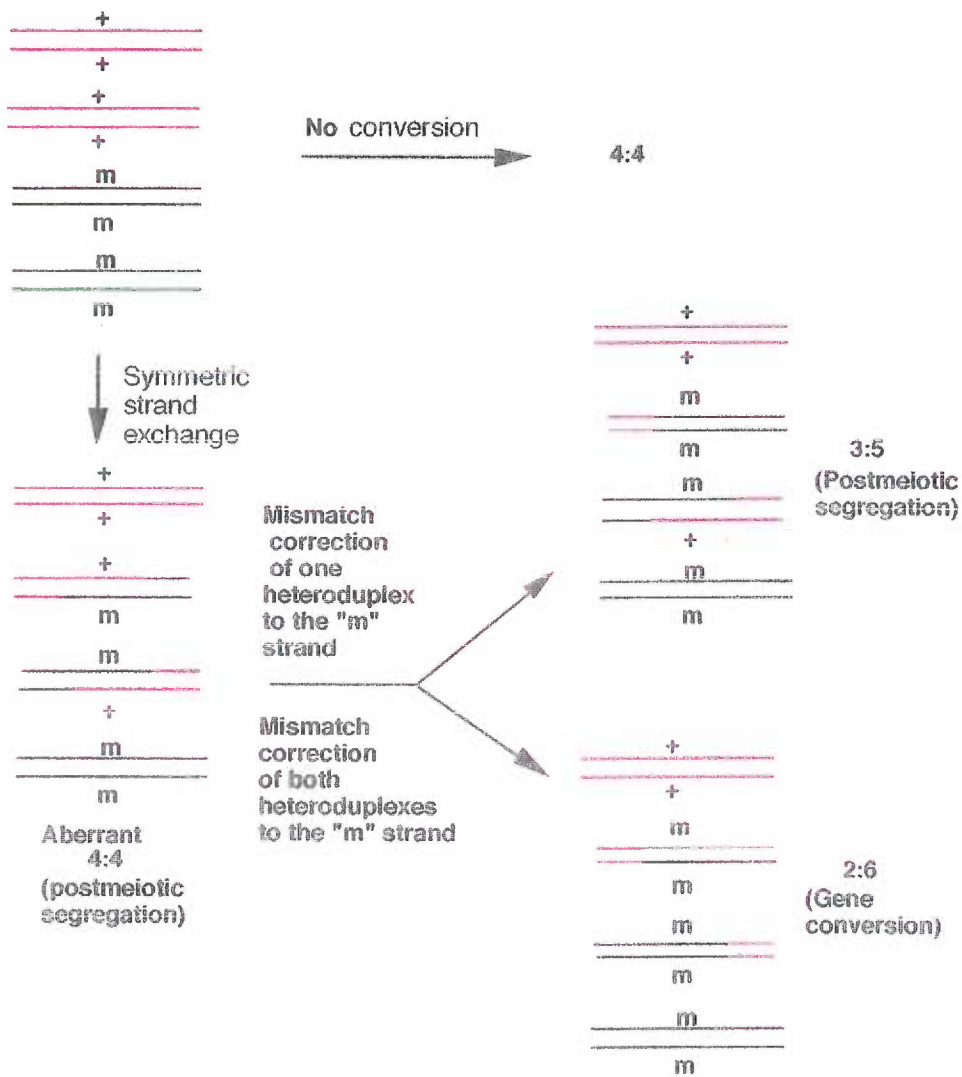 +
+
+
+
m
m
m
m
No conversion
4:4
Symmetric
strand
exchange
+
+
+
m
m
+
m
m
Aberrant
4:4
(postmeiotic
segregation)
Mismatch
correction
of one
heteroduplex
to the "m"
strand
Mismatch
correction
of both
heteroduplexes
to the "m" strand
+
+
m
m
m
+
m
m
3:5
(Postmeiotic
segregation)
+
+
m
m
m
m
m
m
2:6
(Gene
conversion)